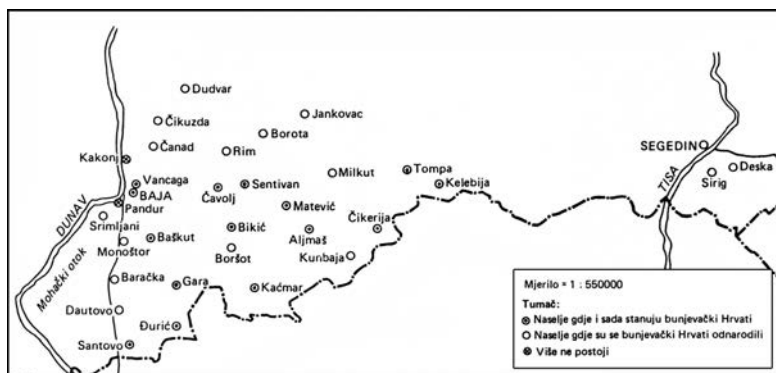 Dudvar
Jankovac
Čikuzda
Borota
Čanad
Rim
Kakonj
SEGEDIN
Deska
Sirig
TISA
Milkut
Tompa
Kelebija
Vancaga
BAJA
Pandur
Čavolj
Sentivan
Matević
DUNAV
Srimljani
Monoštor
Baškut
Bikić
Aljmaš
Čikerija
Boršot
Kunbaja
Mohački otok
Baračka
Gara
Kaćmar
Dautovo
Đurić
Santovo
Mjerilo = 1 : 550000
Tumač:
Naselje gdje i sada stanuju bunjevački Hrvati
Naselje gdje su se bunjevački Hrvati odnarodili
Više ne postoji